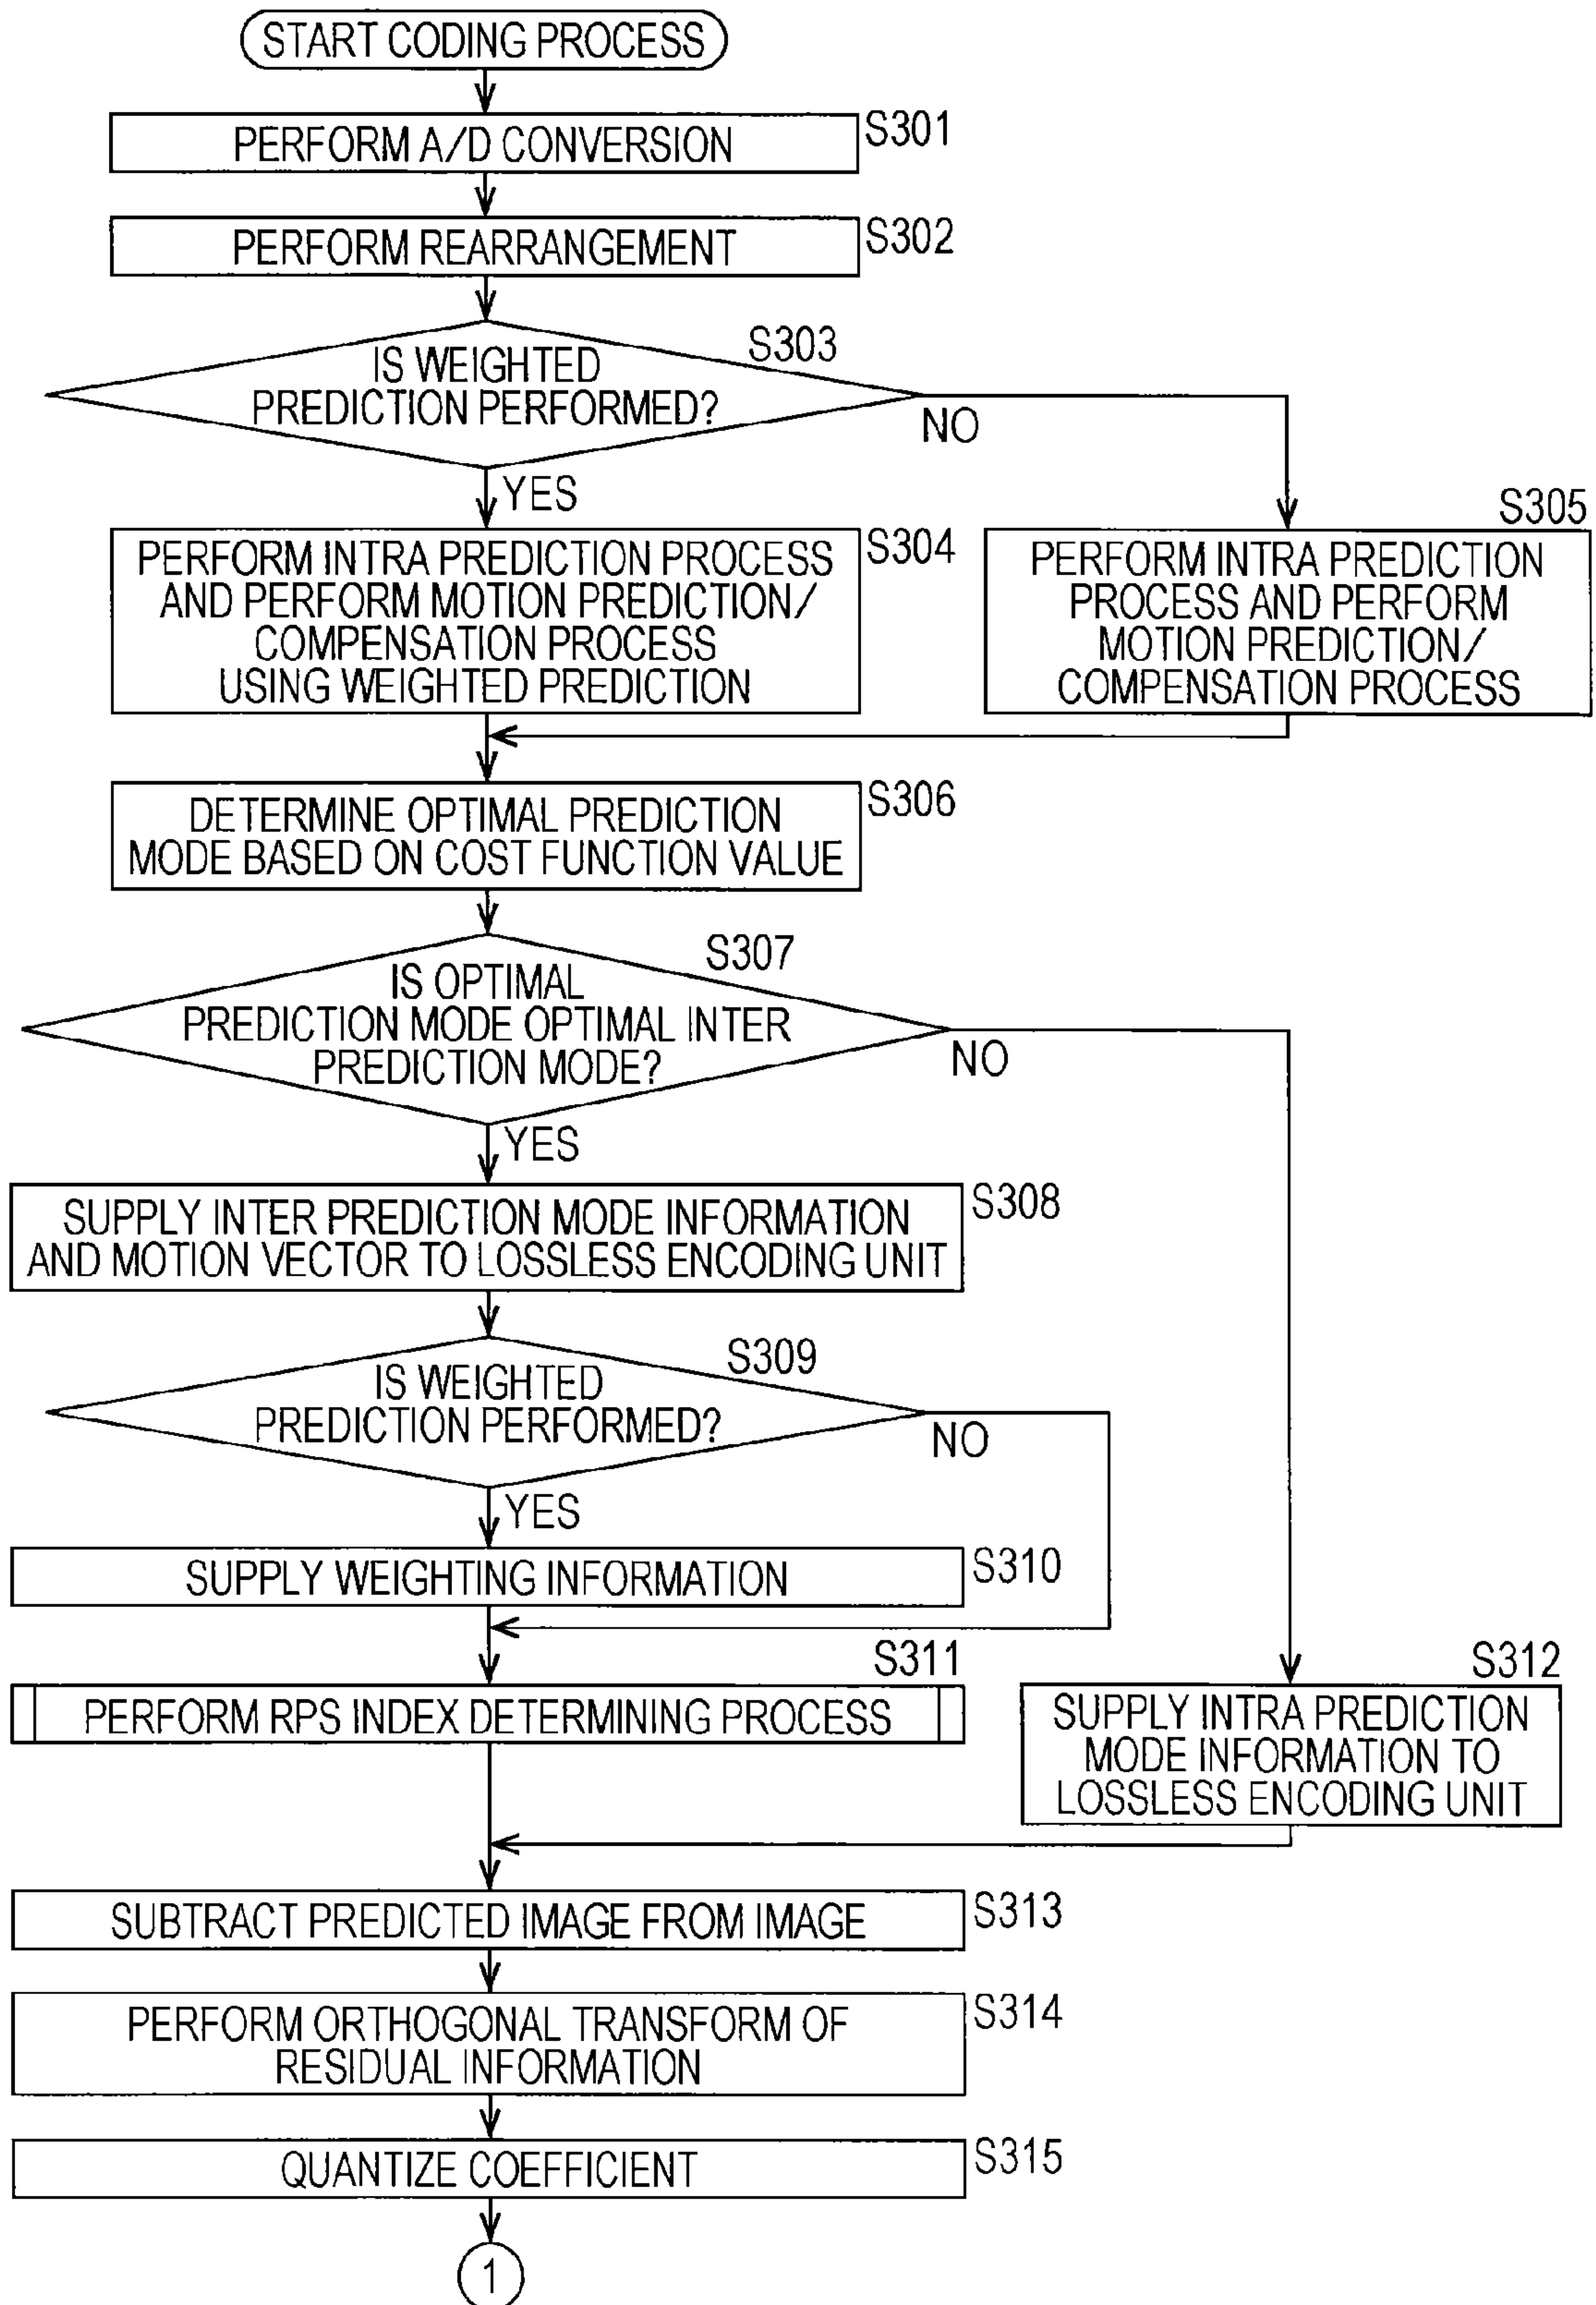 START CODING PROCESS
PERFORM A/D CONVERSION
S301
PERFORM REARRANGEMENT
S302
S303
IS WEIGHTED
PREDICTION PERFORMED?
NO
YES
S304
PERFORM INTRA PREDICTION PROCESS
AND PERFORM MOTION PREDICTION/
COMPENSATION PROCESS
USING WEIGHTED PREDICTION
S305
PERFORM INTRA PREDICTION
PROCESS AND PERFORM
MOTION PREDICTION/
COMPENSATION PROCESS
S306
DETERMINE OPTIMAL PREDICTION
MODE BASED ON COST FUNCTION VALUE
S307
IS OPTIMAL
PREDICTION MODE OPTIMAL INTER
PREDICTION MODE?
NO
YES
S308
SUPPLY INTER PREDICTION MODE INFORMATION
AND MOTION VECTOR TO LOSSLESS ENCODING UNIT
S309
IS WEIGHTED
PREDICTION PERFORMED?
NO
YES
SUPPLY WEIGHTING INFORMATION
S310
S311
PERFORM RPS INDEX DETERMINING PROCESS
S312
SUPPLY INTRA PREDICTION
MODE INFORMATION TO
LOSSLESS ENCODING UNIT
SUBTRACT PREDICTED IMAGE FROM IMAGE
S313
S314
PERFORM ORTHOGONAL TRANSFORM OF
RESIDUAL INFORMATION
QUANTIZE COEFFICIENT
S315
1